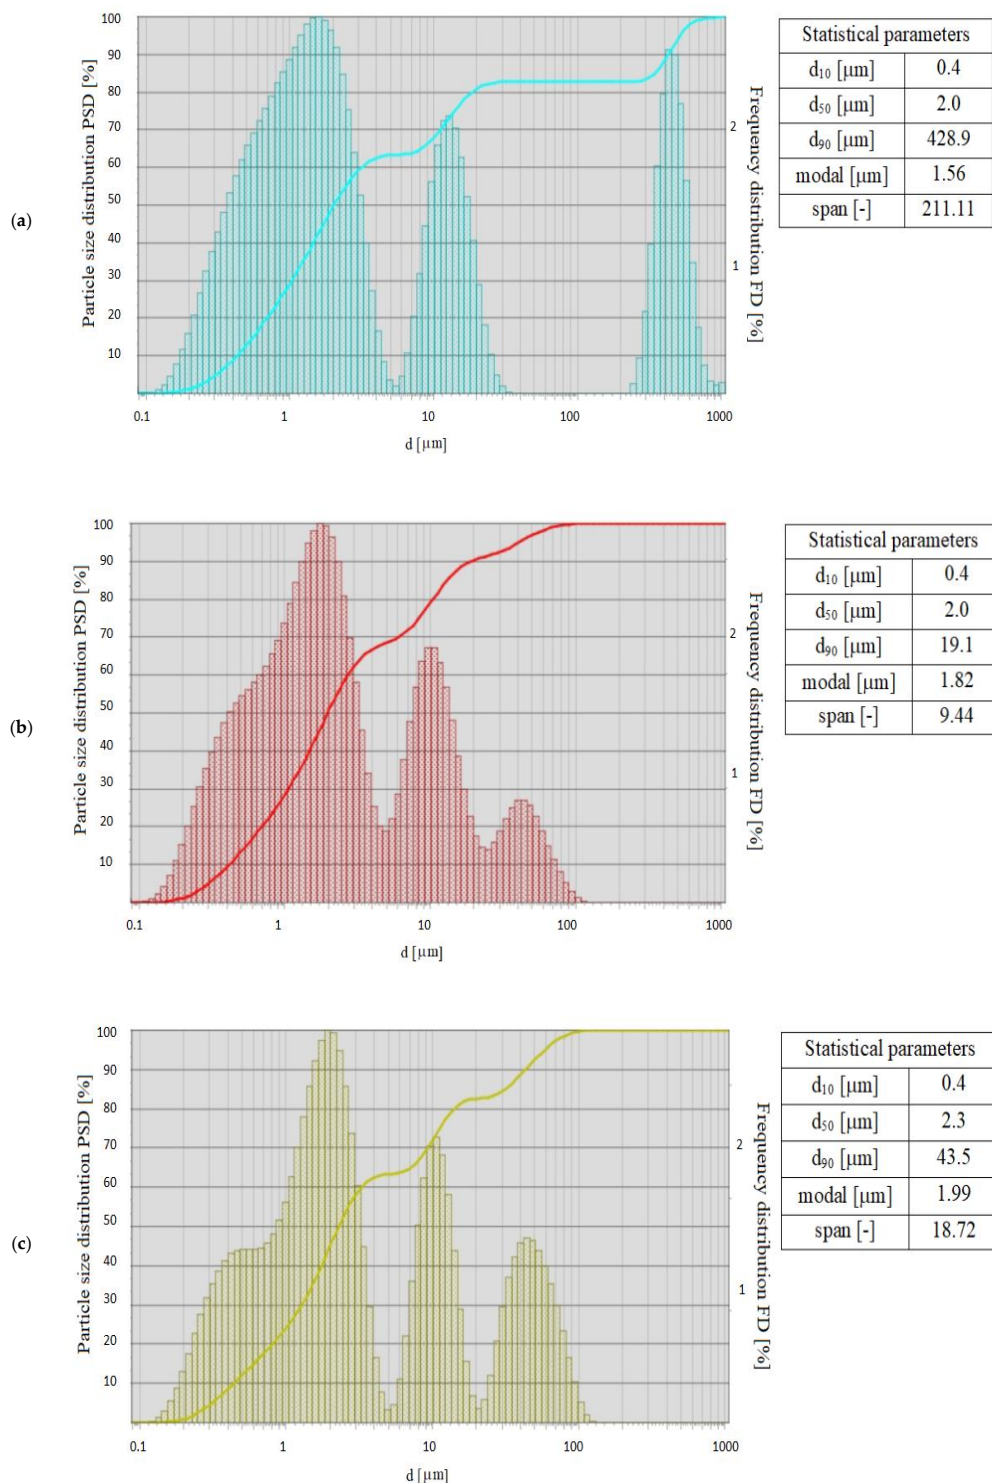 (a)
Particle size distribution PSD [%]
100
90
80
70
60
50
40
30
20
10
0.1 1 10 100 1000
d [μm]
2
1
Frequency distribution FD [%]
Statistical parameters
d₁₀ [μm] 0.4
d₅₀ [μm] 2.0
d₉₀ [μm] 428.9
modal [μm] 1.56
span [-] 211.11
(b)
Particle size distribution PSD [%]
100
90
80
70
60
50
40
30
20
10
0.1 1 10 100 1000
d [μm]
2
1
Frequency distribution FD [%]
Statistical parameters
d₁₀ [μm] 0.4
d₅₀ [μm] 2.0
d₉₀ [μm] 19.1
modal [μm] 1.82
span [-] 9.44
(c)
Particle size distribution PSD [%]
100
90
80
70
60
50
40
30
20
10
0.1 1 10 100 1000
d [μm]
2
1
Frequency distribution FD [%]
Statistical parameters
d₁₀ [μm] 0.4
d₅₀ [μm] 2.3
d₉₀ [μm] 43.5
modal [μm] 1.99
span [-] 18.72